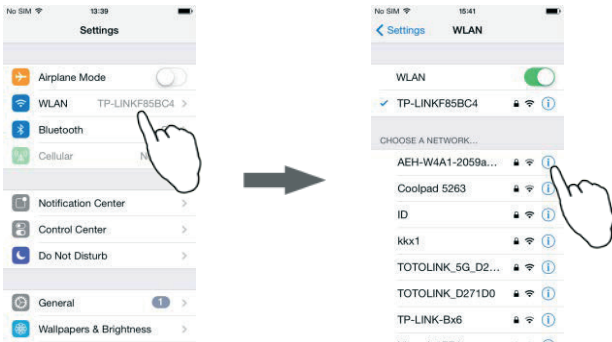 No SIM 13:39
Settings
Airplane Mode
WLAN TP-LINKF85BC4
Bluetooth
Cellular
Notification Center
Control Center
Do Not Disturb
General 1
Wallpapers & Brightness
No SIM 15:41
Settings WLAN
WLAN
TP-LINKF85BC4
CHOOSE A NETWORK...
AEH-W4A1-2059a...
Coolpad 5263
ID
kkx1
TOTOLINK_5G_D2...
TOTOLINK_D271D0
TP-LINK-Bx6